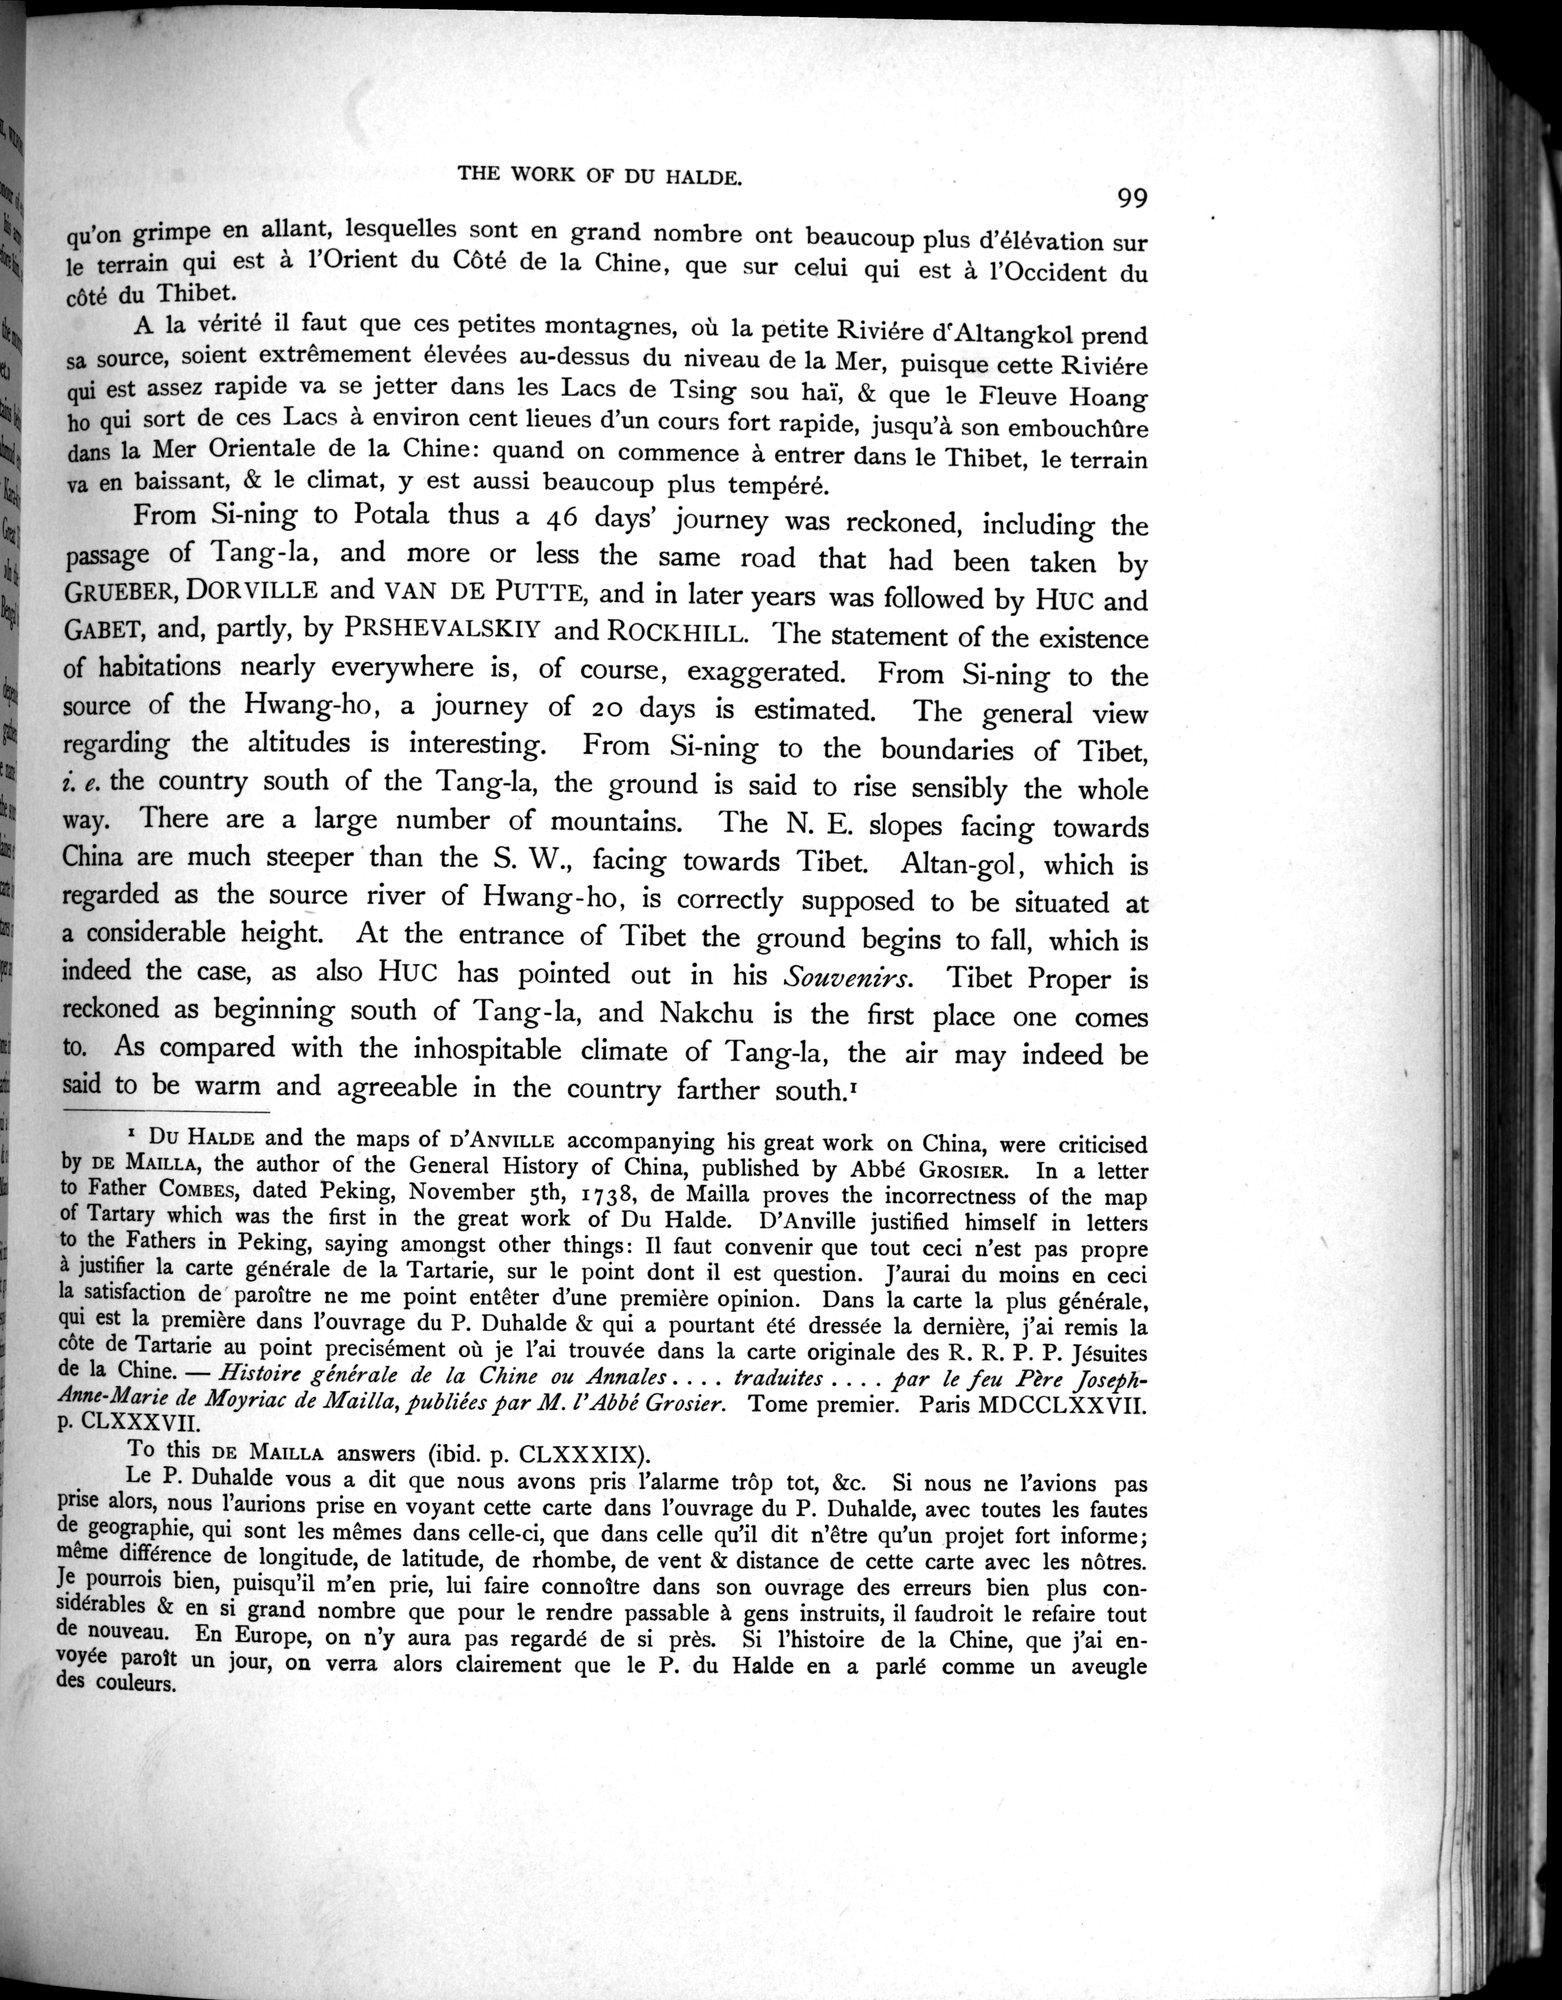 THE WORK OF DU HALDE.
99
qu'on grimpe en allant, lesquelles sont en grand nombre ont beaucoup plus d'élévation sur
le terrain qui est à l'Orient du Côté de la Chine, que sur celui qui est à l'Occident du
côté du Thibet.
A la vérité il faut que ces petites montagnes, où la petite Riviére d'Altangkol prend
sa source, soient extrêmement élevées au-dessus du niveau de la Mer, puisque cette Riviére
qui est assez rapide va se jetter dans les Lacs de Tsing sou haï, & que le Fleuve Hoang
ho qui sort de ces Lacs à environ cent lieues d'un cours fort rapide, jusqu'à son embouchûre
dans la Mer Orientale de la Chine: quand on commence à entrer dans le Thibet, le terrain
va en baissant, & le climat, y est aussi beaucoup plus tempéré.
From Si-ning to Potala thus a 46 days' journey was reckoned, including the
passage of Tang-la, and more or less the same road that had been taken by
GRUEBER, DORVILLE and VAN DE PUTTE, and in later years was followed by HUC and
GABET, and, partly, by PRSHEVALSKIY and ROCKHILL. The statement of the existence
of habitations nearly everywhere is, of course, exaggerated. From Si-ning to the
source of the Hwang-ho, a journey of 20 days is estimated. The general view
regarding the altitudes is interesting. From Si-ning to the boundaries of Tibet,
i. e. the country south of the Tang-la, the ground is said to rise sensibly the whole
way. There are a large number of mountains. The N. E. slopes facing towards
China are much steeper than the S. W., facing towards Tibet. Altan-gol, which is
regarded as the source river of Hwang-ho, is correctly supposed to be situated at
a considerable height. At the entrance of Tibet the ground begins to fall, which is
indeed the case, as also HUC has pointed out in his Souvenirs. Tibet Proper is
reckoned as beginning south of Tang-la, and Nakchu is the first place one comes
to. As compared with the inhospitable climate of Tang-la, the air may indeed be
said to be warm and agreeable in the country farther south.¹
¹ DU HALDE and the maps of D'ANVILLE accompanying his great work on China, were criticised
by DE MAILLA, the author of the General History of China, published by Abbé GROSIER. In a letter
to Father COMBES, dated Peking, November 5th, 1738, de Mailla proves the incorrectness of the map
of Tartary which was the first in the great work of Du Halde. D'Anville justified himself in letters
to the Fathers in Peking, saying amongst other things: Il faut convenir que tout ceci n'est pas propre
à justifier la carte générale de la Tartarie, sur le point dont il est question. J'aurai du moins en ceci
la satisfaction de paroître ne me point entêter d'une première opinion. Dans la carte la plus générale,
qui est la première dans l'ouvrage du P. Duhalde & qui a pourtant été dressée la dernière, j'ai remis la
côte de Tartarie au point precisément où je l'ai trouvée dans la carte originale des R. R. P. P. Jésuites
de la Chine. — Histoire générale de la Chine ou Annales.... traduites.... par le feu Père Joseph-
Anne-Marie de Moyriac de Mailla, publiées par M. l'Abbé Grosier. Tome premier. Paris MDCCLXXVII.
p. CLXXXVII.
To this DE MAILLA answers (ibid. p. CLXXXIX).
Le P. Duhalde vous a dit que nous avons pris l'alarme trôp tot, &c. Si nous ne l'avions pas
prise alors, nous l'aurions prise en voyant cette carte dans l'ouvrage du P. Duhalde, avec toutes les fautes
de geographie, qui sont les mêmes dans celle-ci, que dans celle qu'il dit n'être qu'un projet fort informe;
même différence de longitude, de latitude, de rhombe, de vent & distance de cette carte avec les nôtres.
Je pourrois bien, puisqu'il m'en prie, lui faire connoître dans son ouvrage des erreurs bien plus con-
sidérables & en si grand nombre que pour le rendre passable à gens instruits, il faudroit le refaire tout
de nouveau. En Europe, on n'y aura pas regardé de si près. Si l'histoire de la Chine, que j'ai en-
voyée paroît un jour, on verra alors clairement que le P. du Halde en a parlé comme un aveugle
des couleurs.